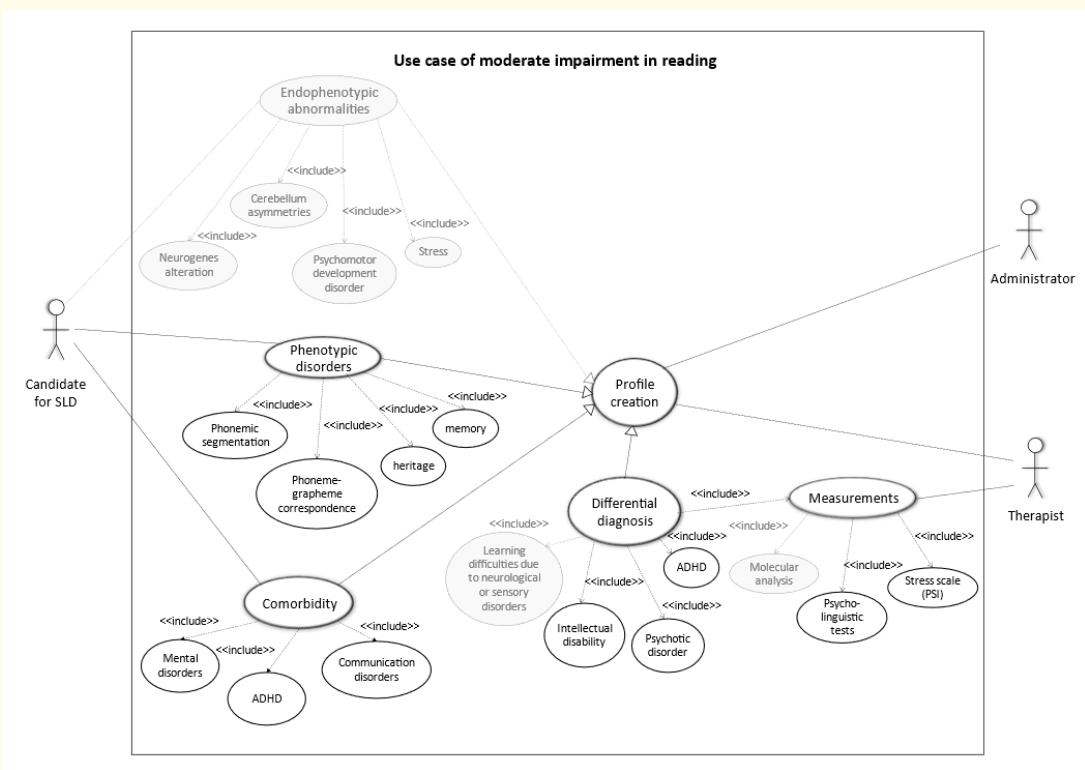 Use case of moderate impairment in reading
Endophenotypic
abnormalities
<<include>>
Cerebellum
asymmetries
<<include>>
<<include>>
<<include>>
Neurogenes
alteration
Psychomotor
development
disorder
Stress
Administrator
Candidate
for SLD
Phenotypic
disorders
Profile
creation
<<include>>
<<include>>
<<include>>
<<include>>
Phonemic
segmentation
memory
heritage
Phoneme-
grapheme
correspondence
Differential
diagnosis
<<include>>
Measurements
Therapist
<<include>>
Learning
difficulties due
to neurological
or sensory
disorders
<<include>>
ADHD
<<include>>
Intellectual
disability
<<include>>
Psychotic
disorder
<<include>>
Molecular
analysis
<<include>>
Psycho-
linguistic
tests
<<include>>
Stress scale
(PSI)
Comorbidity
<<include>>
<<include>>
<<include>>
Mental
disorders
ADHD
Communication
disorders